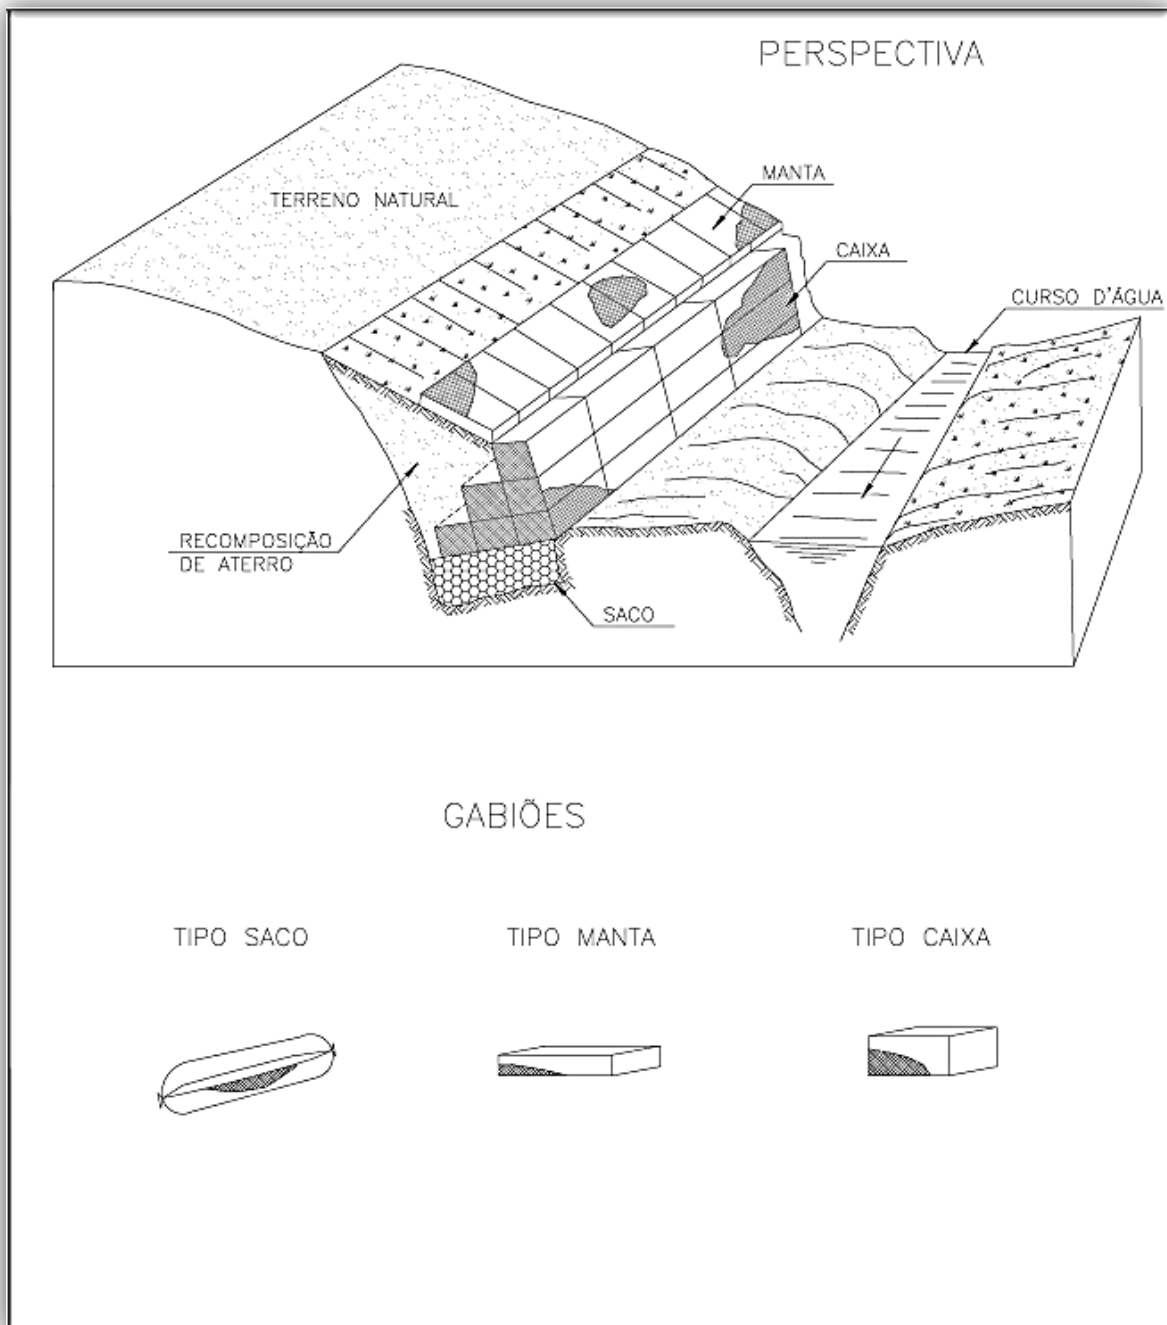 PERSPECTIVA
MANTA
TERRENO NATURAL
CAIXA
CURSO D'ÁGUA
RECOMPOSIÇÃO
DE ATERRO
SACO
GABIÕES
TIPO SACO
TIPO MANTA
TIPO CAIXA